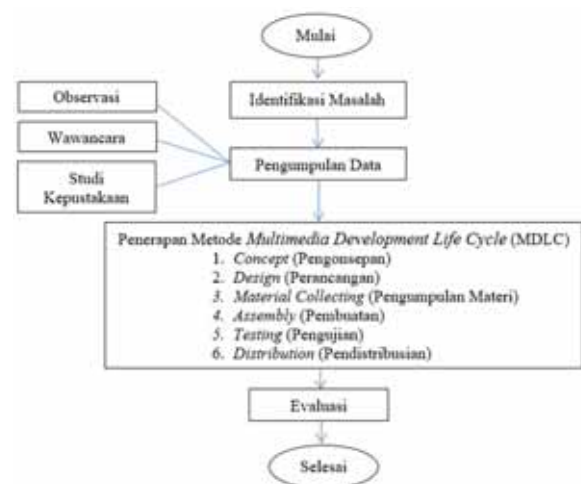 Mulai
Identifikasi Masalah
Observasi
Wawancara
Studi
Kepustakaan
Pengumpulan Data
Penerapan Metode Multimedia Development Life Cycle (MDLC)
1. Concept (Pengonsepan)
2. Design (Perancangan)
3. Material Collecting (Pengumpulan Materi)
4. Assembly (Pembuatan)
5. Testing (Pengujian)
6. Distribution (Pendistribusian)
Evaluasi
Selesai